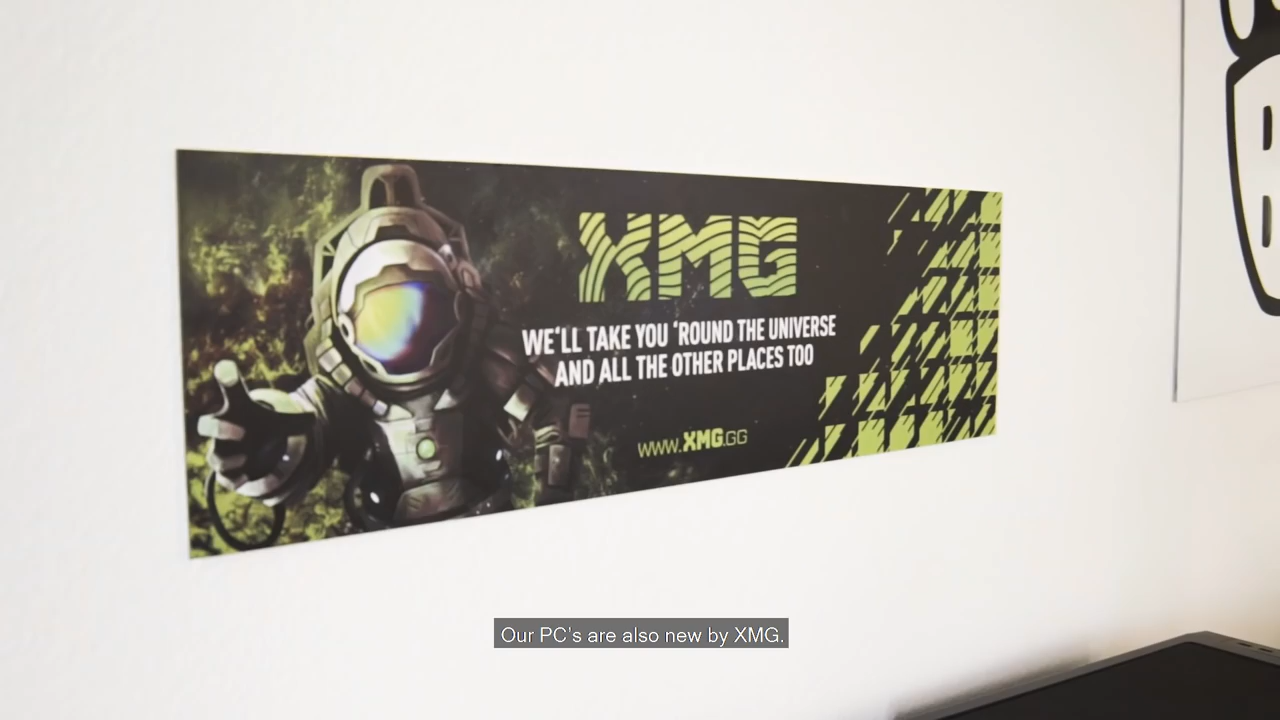 XMG
WE'LL TAKE YOU 'ROUND THE UNIVERSE
AND ALL THE OTHER PLACES TOO
WWW.XMG.GG
Our PC's are also new by XMG.